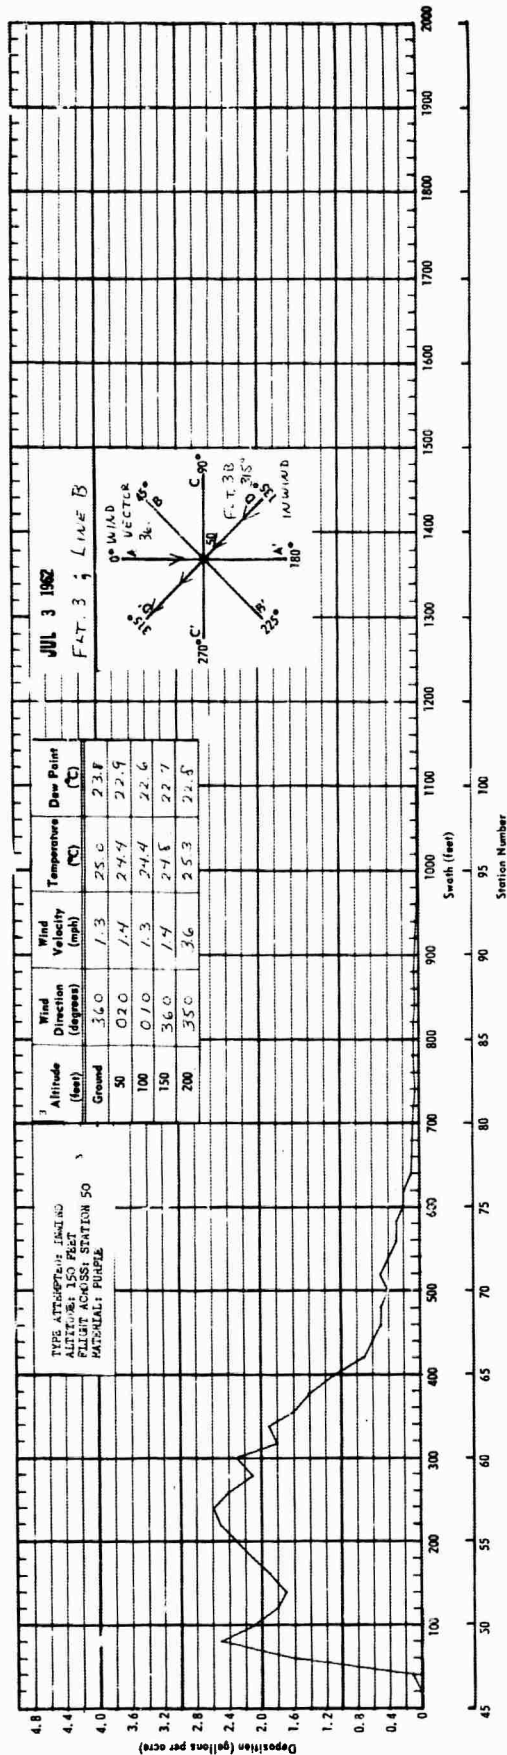 TYPE ATTEMPTED: INWIND
ALTITUDE: 150 FEET
FLIGHT ACROSS: STATION 50
MATERIAL: PURPLE
3 Altitude (feet) Wind Direction (degrees) Wind Velocity (mph) Temperature (°C) Dew Point (°C)
Ground 360 1.3 25.0 23.8
50 020 1.4 24.4 22.9
100 010 1.3 24.4 22.6
150 360 1.4 24.8 22.7
200 350 3.6 25.3 22.8
JUL 3 1962
FLT. 3 ; LINE B
0° WIND
A VECTOR
36.
45°
B
C 90°
FLT. 3B
315°
D
135°
INWIND
50
A'
180°
B'
225°
270° C'
D'
315°
Deposition (gallons per acre)
4.8
4.4
4.0
3.6
3.2
2.8
2.4
2.0
1.6
1.2
0.8
0.4
0
100 200 300 400 500 600 700 800 900 1000 1100 1200 1300 1400 1500 1600 1700 1800 1900 2000
Swath (feet)
45 50 55 60 65 70 75 80 85 90 95 100
Station Number